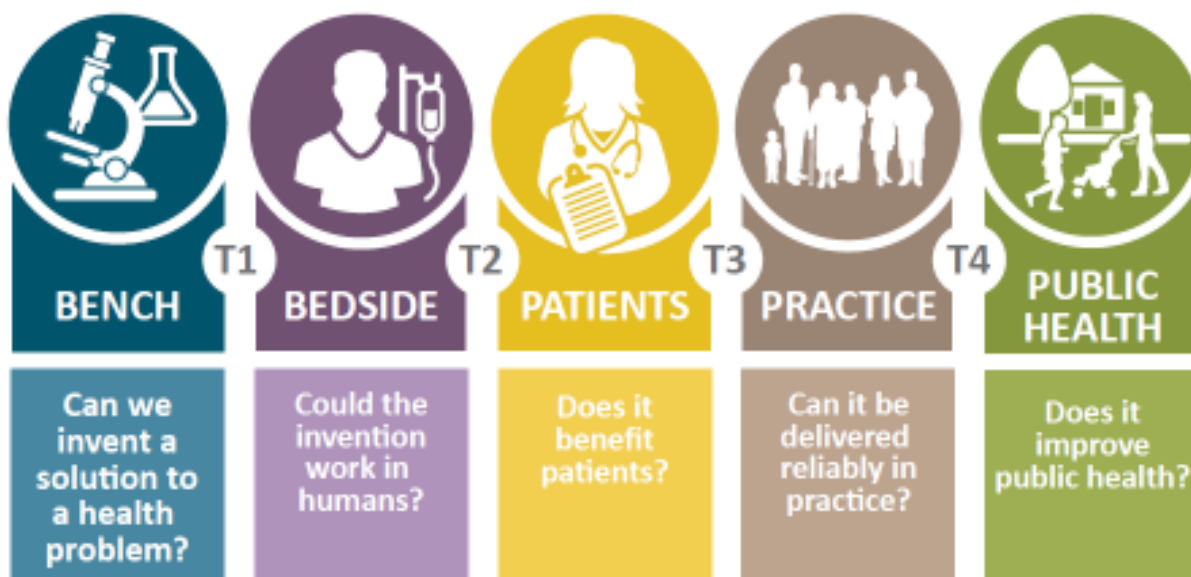 T1
T2
T3
T4
BENCH
BEDSIDE
PATIENTS
PRACTICE
PUBLIC
HEALTH
Can we
invent a
solution to
a health
problem?
Could the
invention
work in
humans?
Does it
benefit
patients?
Can it be
delivered
reliably in
practice?
Does it
improve
public health?